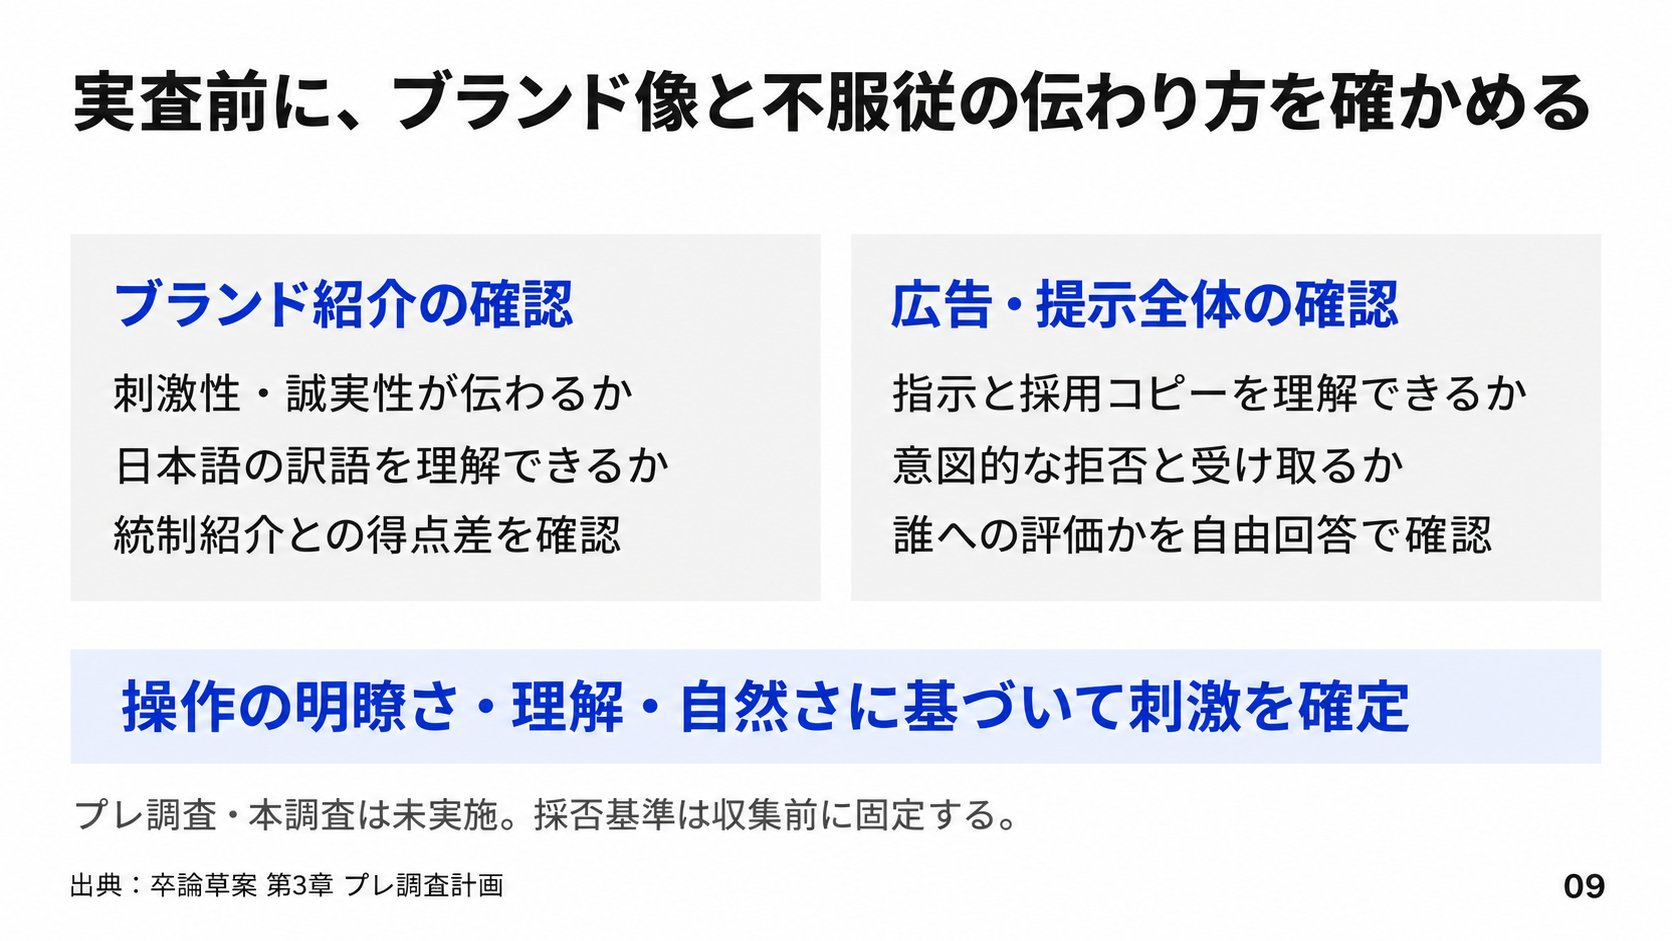 実査前に、ブランド像と不服従の伝わり方を確かめる
ブランド紹介の確認
刺激性・誠実性が伝わるか
日本語の訳語を理解できるか
統制紹介との得点差を確認
広告・提示全体の確認
指示と採用コピーを理解できるか
意図的な拒否と受け取るか
誰への評価かを自由回答で確認
操作の明瞭さ・理解・自然さに基づいて刺激を確定
プレ調査・本調査は未実施。採否基準は収集前に固定する。
出典：卒論草案 第3章 プレ調査計画
09